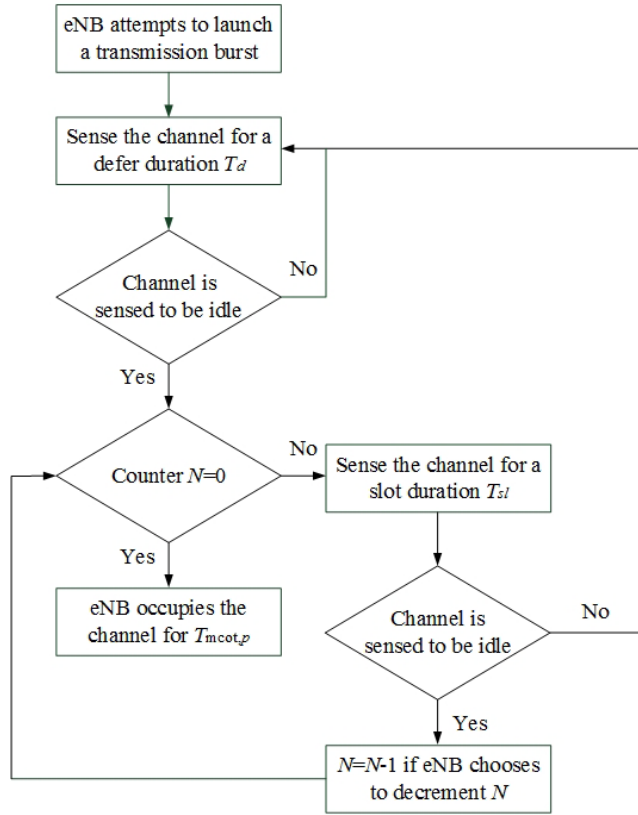 eNB attempts to launch
a transmission burst
Sense the channel for a
defer duration Td
Channel is
sensed to be idle
No
Yes
Counter N=0
No
Sense the channel for a
slot duration Tsl
Yes
eNB occupies the
channel for Tmcot,p
Channel is
sensed to be idle
No
Yes
N=N-1 if eNB chooses
to decrement N